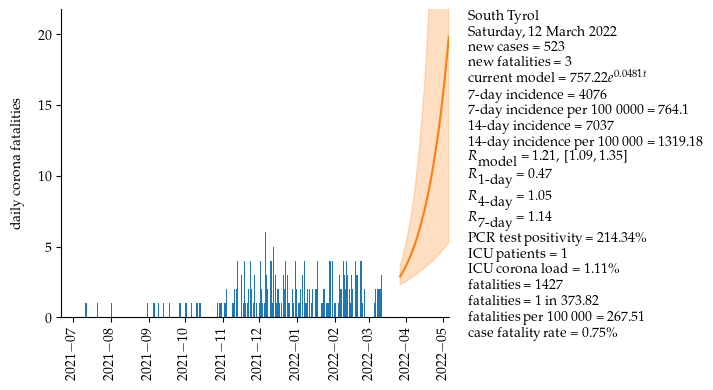 20
15
10
5
0
daily corona fatalities
2021−07
2021−08
2021−09
2021−10
2021−11
2021−12
2022−01
2022−02
2022−03
2022−04
2022−05
South Tyrol
Saturday, 12 March 2022
new cases = 523
new fatalities = 3
current model = 757.22e^0.0481t
7-day incidence = 4076
7-day incidence per 100 0000 = 764.1
14-day incidence = 7037
14-day incidence per 100 000 = 1319.18
R_model = 1.21, [1.09, 1.35]
R_1-day = 0.47
R_4-day = 1.05
R_7-day = 1.14
PCR test positivity = 214.34%
ICU patients = 1
ICU corona load = 1.11%
fatalities = 1427
fatalities = 1 in 373.82
fatalities per 100 000 = 267.51
case fatality rate = 0.75%